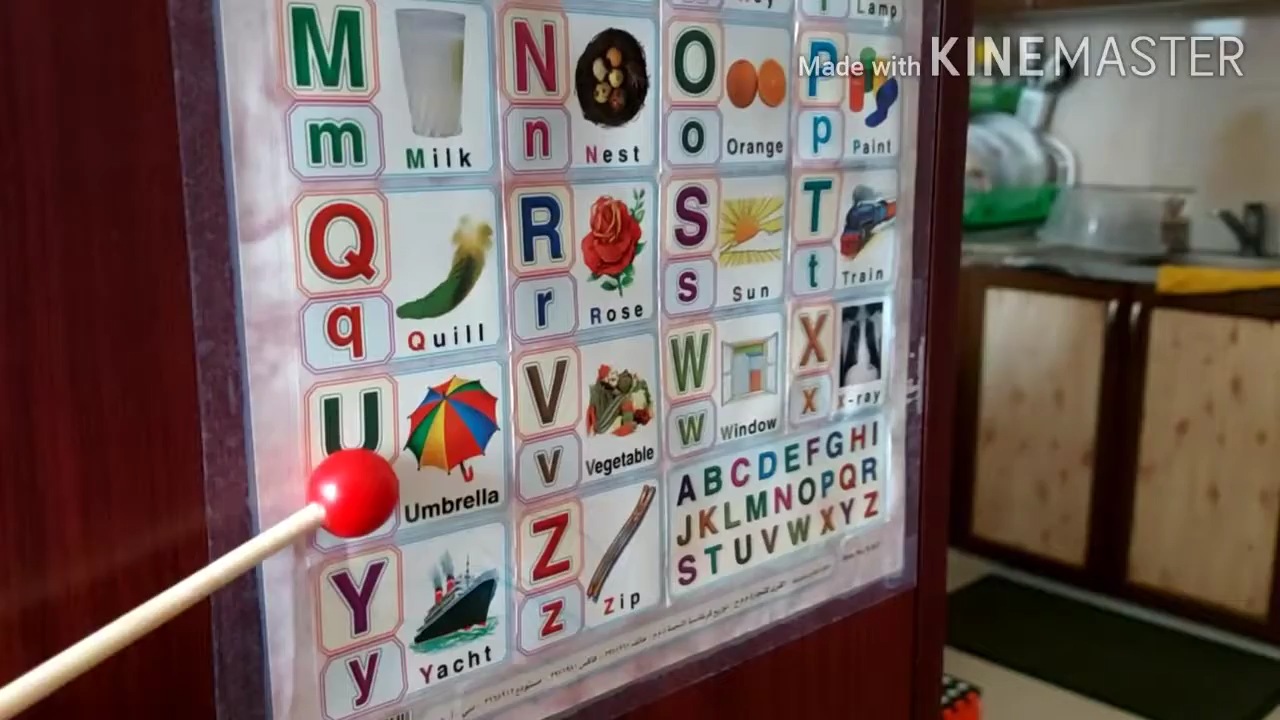 Lamp
Made with KINEMASTER
M m Milk
N n Nest
O o Orange
P p Paint
Q q Quill
R r Rose
S s Sun
T t Train
U Umbrella
V v Vegetable
W w Window
X x X-ray
Y y Yacht
Z z Zip
ABCDEFGHI
JKLMNOPQR
STUVWXYZ